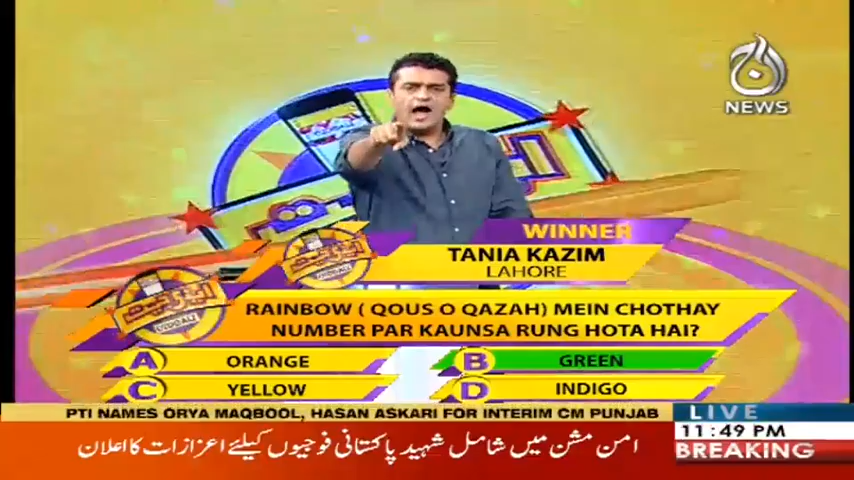 آج
NEWS
WINNER
TANIA KAZIM
LAHORE
RAINBOW ( QOUS O QAZAH) MEIN CHOTHAY
NUMBER PAR KAUNSA RUNG HOTA HAI?
A ORANGE
B GREEN
C YELLOW
D INDIGO
PTI NAMES ORYA MAQBOOL, HASAN ASKARI FOR INTERIM CM PUNJAB
LIVE
11:49 PM
BREAKING
امن مشن میں شامل شہید پاکستانی فوجیوں کیلئے اعزازات کا اعلان